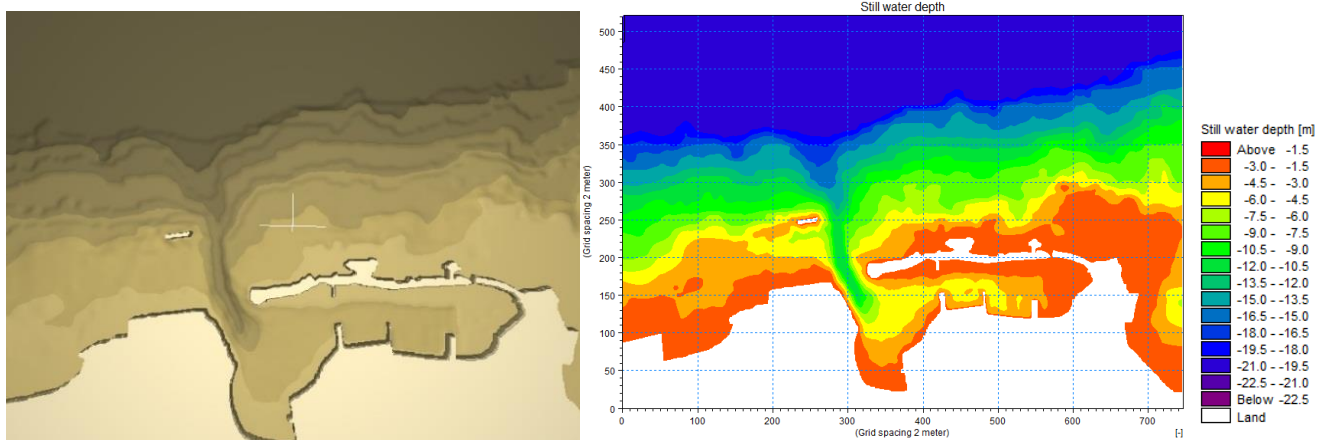 Still water depth
500
450
400
350
300
250
200
150
100
50
0
(Grid spacing 2 meter)
0 100 200 300 400 500 600 700
(Grid spacing 2 meter)
[-]
Still water depth [m]
Above -1.5
-3.0 - -1.5
-4.5 - -3.0
-6.0 - -4.5
-7.5 - -6.0
-9.0 - -7.5
-10.5 - -9.0
-12.0 - -10.5
-13.5 - -12.0
-15.0 - -13.5
-16.5 - -15.0
-18.0 - -16.5
-19.5 - -18.0
-21.0 - -19.5
-22.5 - -21.0
Below -22.5
Land